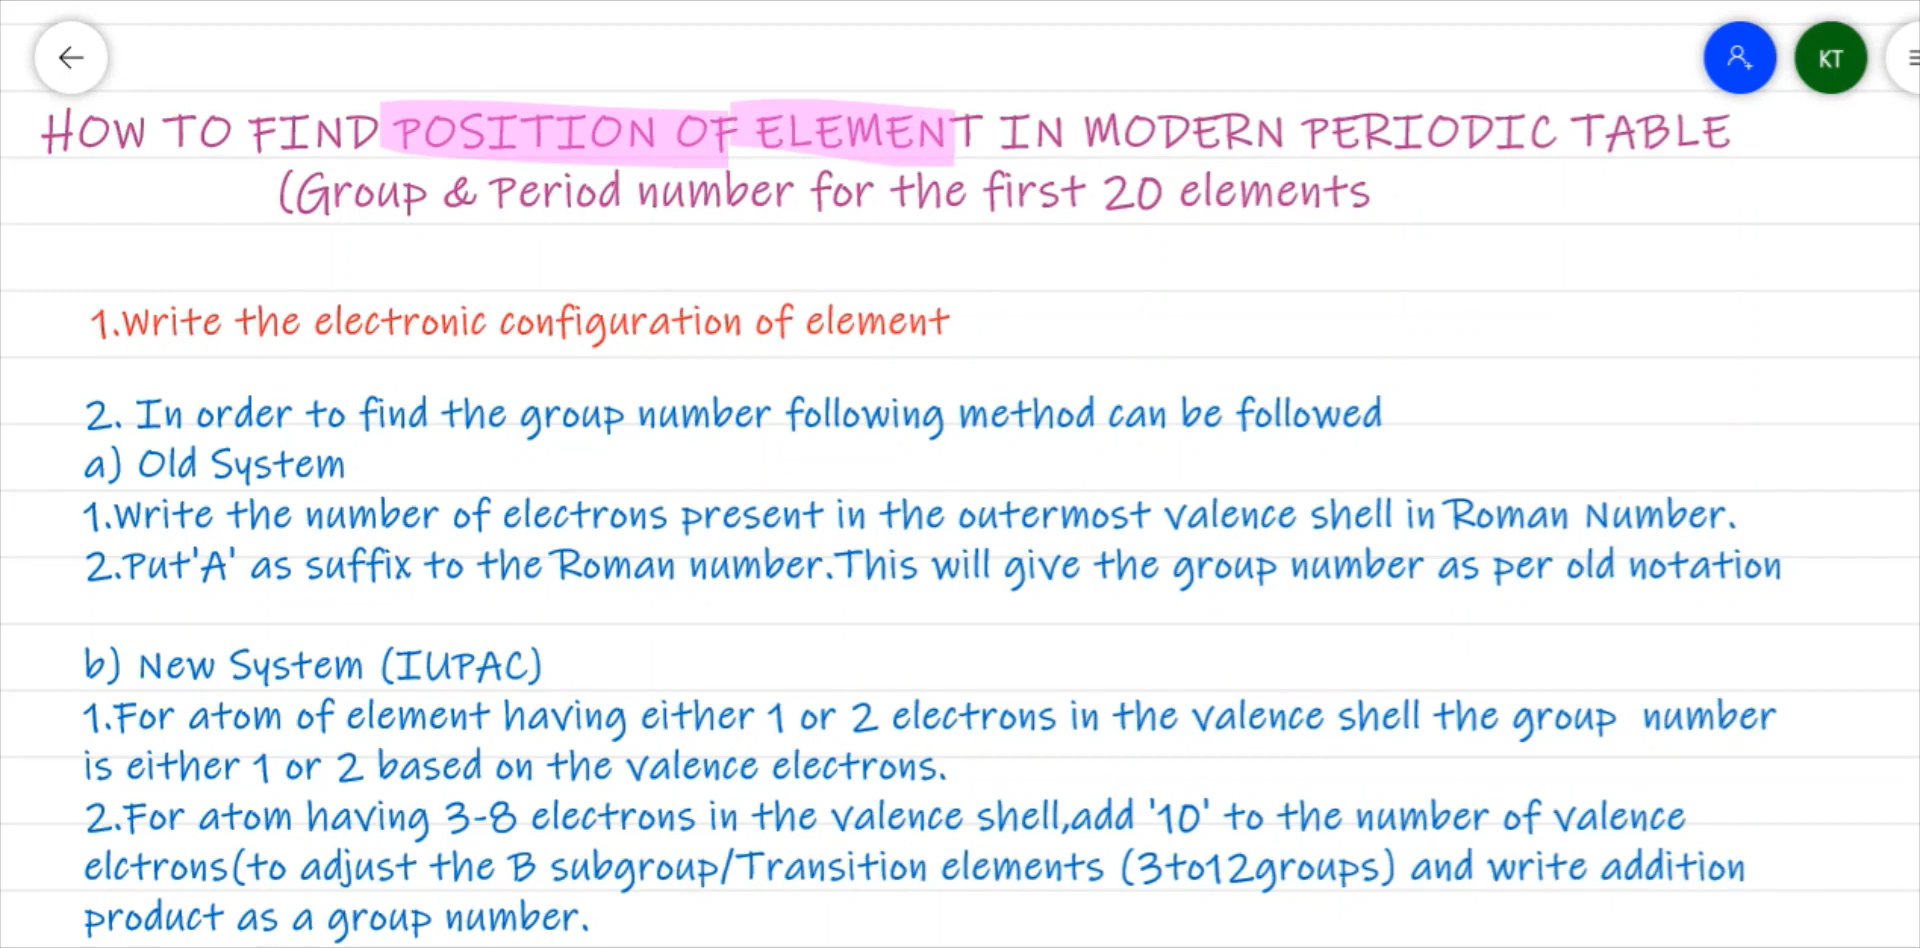 KT
HOW TO FIND POSITION OF ELEMENT IN MODERN PERIODIC TABLE
(Group & Period number for the first 20 elements
1.Write the electronic configuration of element
2. In order to find the group number following method can be followed
a) Old System
1.Write the number of electrons present in the outermost valence shell in Roman Number.
2.Put'A' as suffix to the Roman number.This will give the group number as per old notation
b) New System (IUPAC)
1.For atom of element having either 1 or 2 electrons in the valence shell the group number
is either 1 or 2 based on the valence electrons.
2.For atom having 3-8 electrons in the valence shell,add '10' to the number of valence
elctrons(to adjust the B subgroup/Transition elements (3to12groups) and write addition
product as a group number.